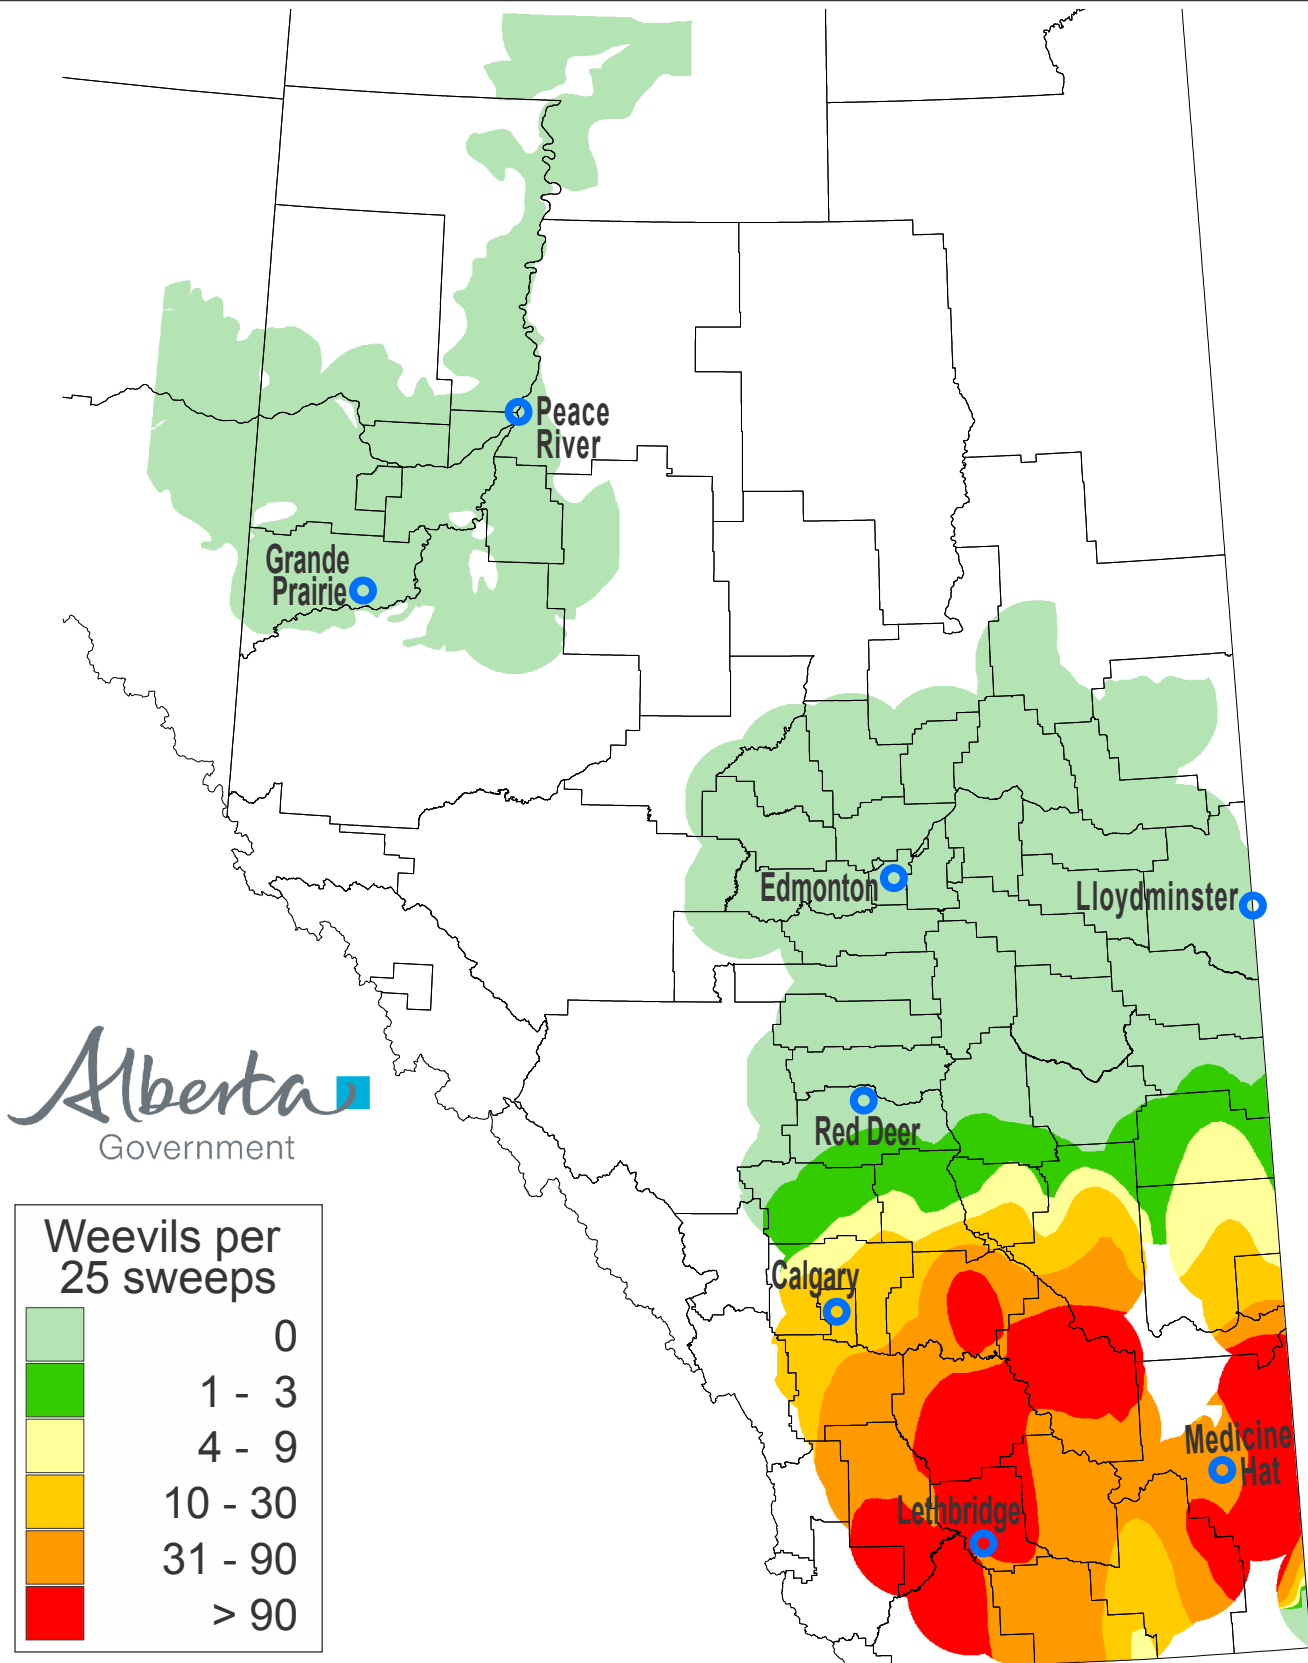 Peace
River
Grande
Prairie
Edmonton
Lloydminster
Red Deer
Alberta
Government
Weevils per
25 sweeps
0
1 - 3
4 - 9
10 - 30
31 - 90
> 90
Calgary
Medicine
Hat
Lethbridge